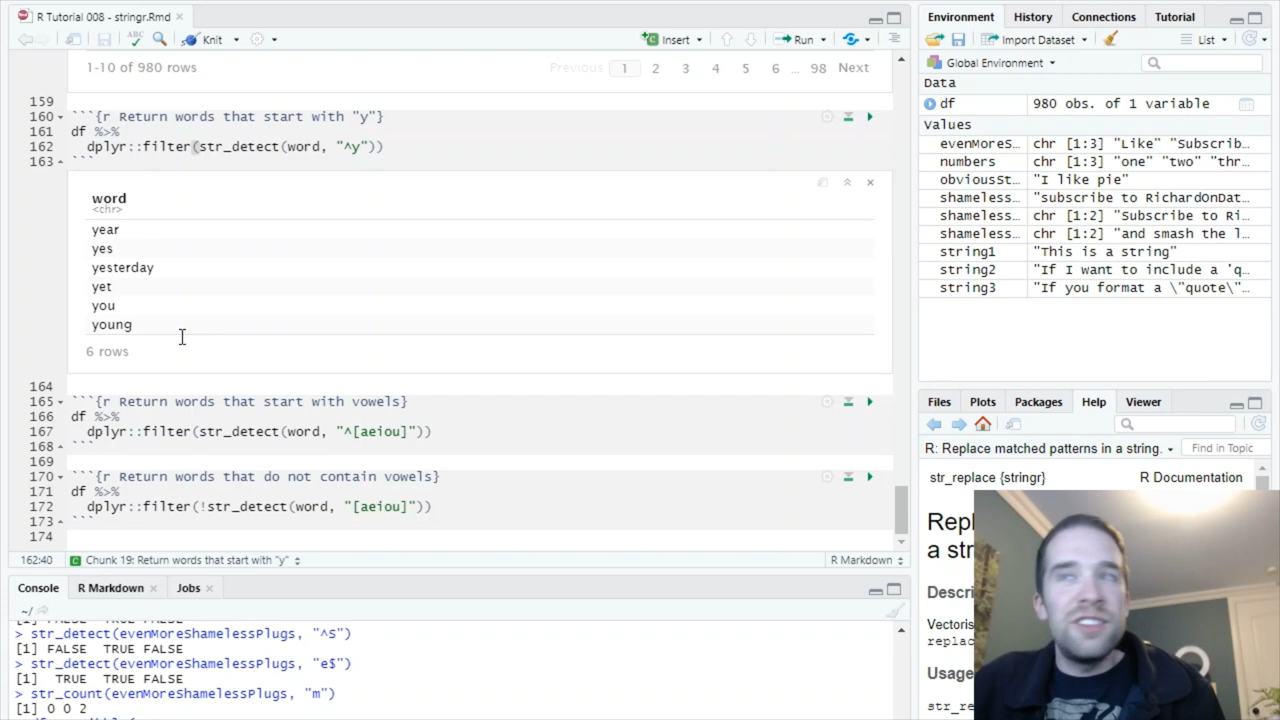 R Tutorial 008 - stringr.Rmd
ABC
Knit
Insert
Run
1-10 of 980 rows
Previous 1 2 3 4 5 6 ... 98 Next
159
160 ```{r Return words that start with "y"}
161 df %>%
162 dplyr::filter(str_detect(word, "^y"))
163 ```
word
<chr>
year
yes
yesterday
yet
you
young
6 rows
164
165 ```{r Return words that start with vowels}
166 df %>%
167 dplyr::filter(str_detect(word, "^[aeiou]"))
168 ```
169
170 ```{r Return words that do not contain vowels}
171 df %>%
172 dplyr::filter(!str_detect(word, "[aeiou]"))
173 ```
174
162:40 Chunk 19: Return words that start with "y" R Markdown
Console R Markdown Jobs
~/
[1] FALSE TRUE FALSE
> str_detect(evenMoreShamelessPlugs, "^S")
[1] FALSE TRUE FALSE
> str_detect(evenMoreShamelessPlugs, "e$")
[1] TRUE TRUE FALSE
> str_count(evenMoreShamelessPlugs, "m")
[1] 0 0 2
Environment History Connections Tutorial
Import Dataset List
Global Environment
Data
df 980 obs. of 1 variable
Values
evenMoreS… chr [1:3] "Like" "Subscrib…
numbers chr [1:3] "one" "two" "thr…
obviousSt… "I like pie"
shameless… "subscribe to RichardOnDat…
shameless… chr [1:2] "Subscribe to Ri…
shameless… chr [1:2] "and smash the l…
string1 "This is a string"
string2 "If I want to include a 'q…
string3 "If you format a \"quote\"…
Files Plots Packages Help Viewer
R: Replace matched patterns in a string. Find in Topic
str_replace {stringr} R Documentation
Repl
a str
Descri
Vectoris
replac
Usage
str_re